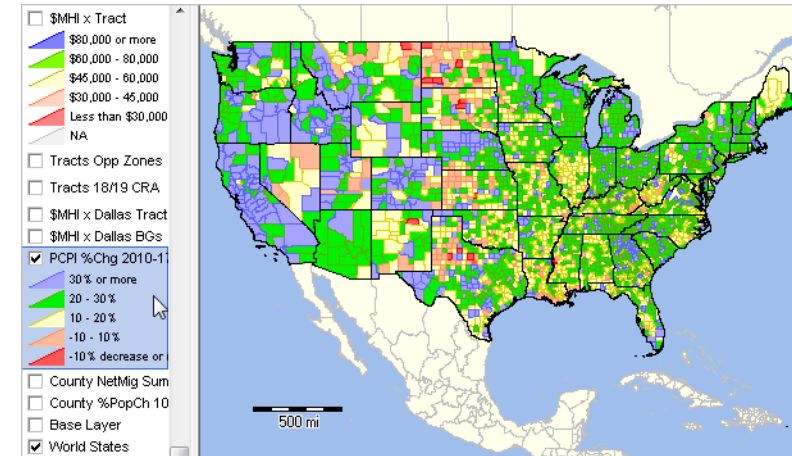 $MHI x Tract
$80,000 or more
$60,000 - 80,000
$45,000 - 60,000
$30,000 - 45,000
Less than $30,000
NA
Tracts Opp Zones
Tracts 18/19 CRA
$MHI x Dallas Tract
$MHI x Dallas BGs
PCPI %Chg 2010-17
30% or more
20 - 30%
10 - 20%
-10 - 10%
-10% decrease or
County NetMig Sum
County %PopCh 10
Base Layer
World States
500 mi